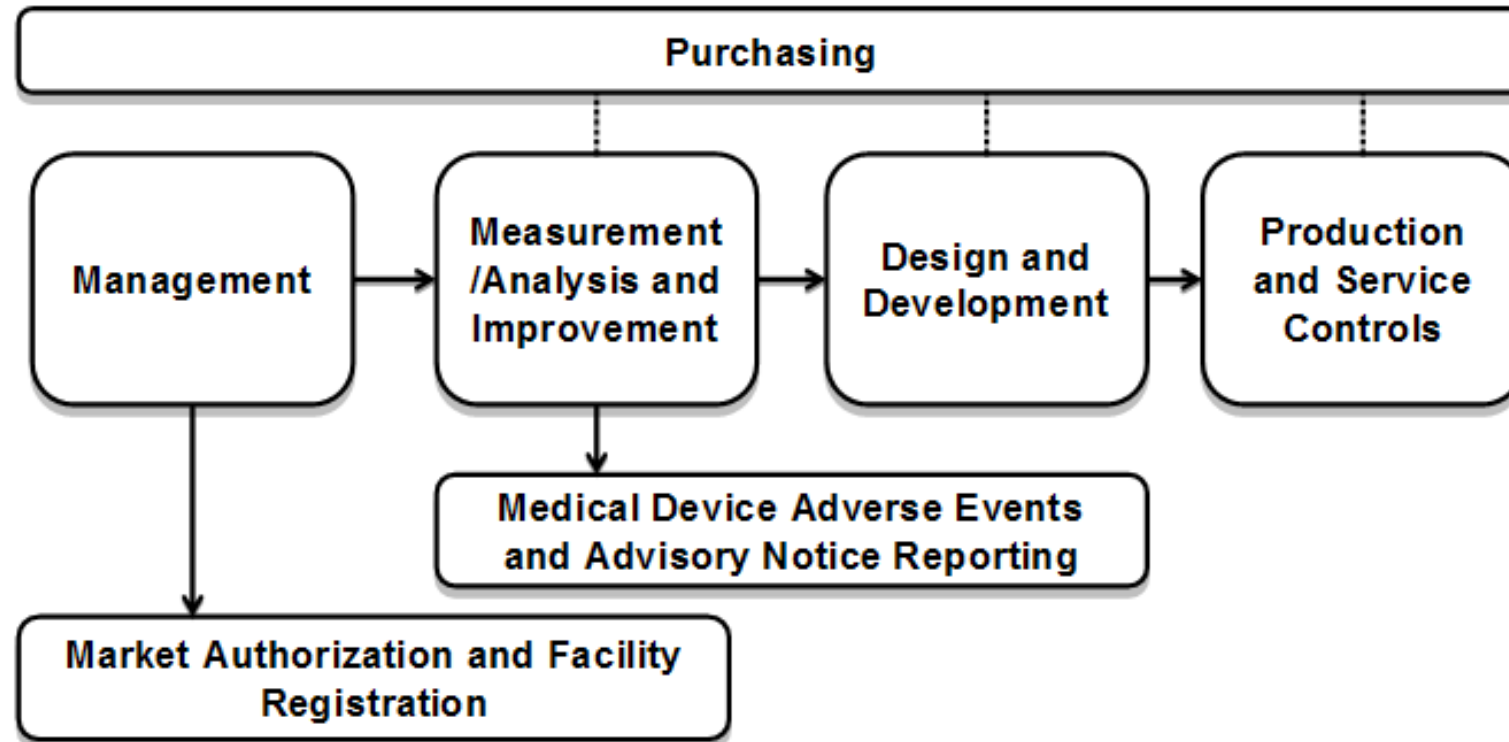 Purchasing
Management
Measurement
/Analysis and
Improvement
Design and
Development
Production
and Service
Controls
Medical Device Adverse Events
and Advisory Notice Reporting
Market Authorization and Facility
Registration